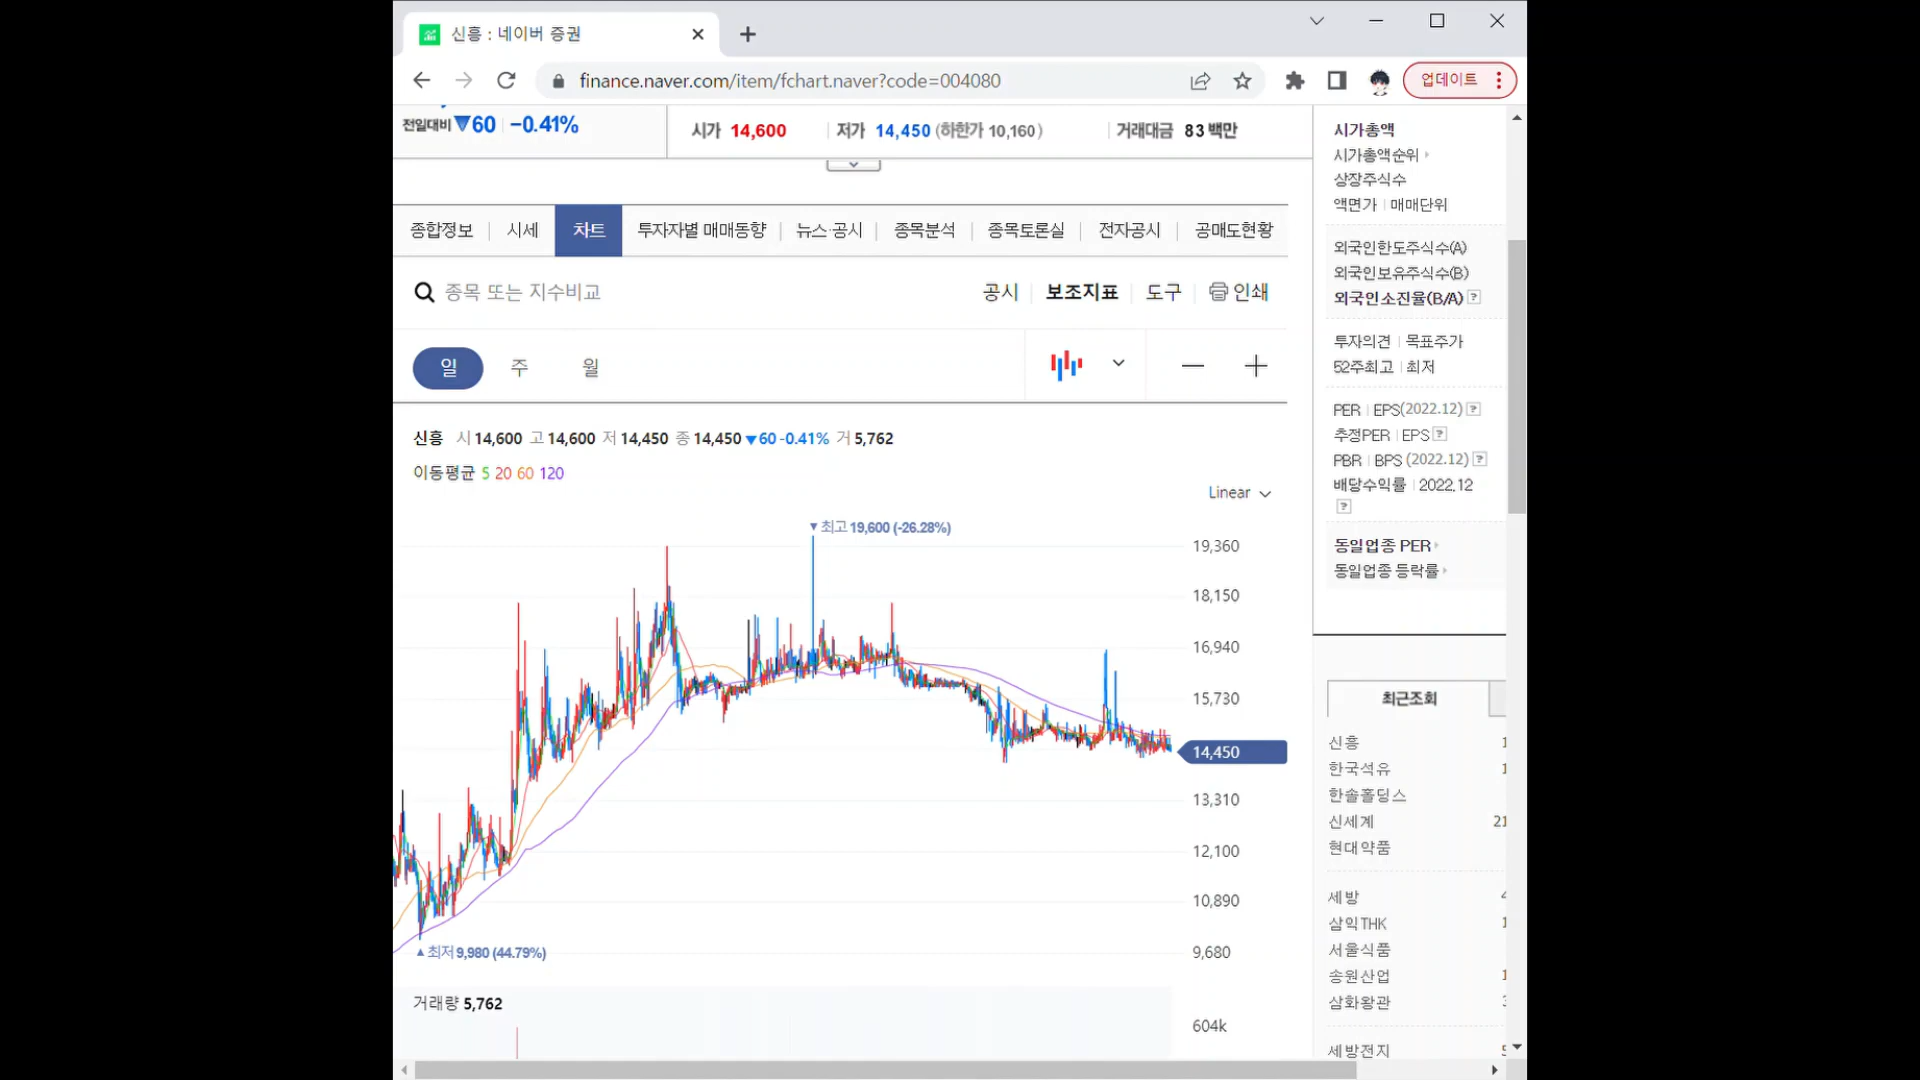 신흥 : 네이버 증권
finance.naver.com/item/fchart.naver?code=004080
업데이트
전일대비 ▼60 -0.41%
시가 14,600 저가 14,450 (하한가 10,160) 거래대금 83 백만
종합정보 시세 차트 투자자별 매매동향 뉴스·공시 종목분석 종목토론실 전자공시 공매도현황
종목 또는 지수비교
공시 보조지표 도구 인쇄
일 주 월
신흥 시 14,600 고 14,600 저 14,450 종 14,450 ▼60 -0.41% 거 5,762
이동평균 5 20 60 120
Linear
▼최고 19,600 (-26.28%)
19,360
18,150
16,940
15,730
14,450
13,310
12,100
10,890
9,680
▲최저 9,980 (44.79%)
거래량 5,762
604k
시가총액
시가총액순위
상장주식수
액면가 매매단위
외국인한도주식수(A)
외국인보유주식수(B)
외국인소진율(B/A) ?
투자의견 목표주가
52주최고 최저
PER EPS(2022.12) ?
추정PER EPS ?
PBR BPS (2022.12) ?
배당수익률 2022.12
?
동일업종 PER
동일업종 등락률
최근조회
신흥
한국석유
한솔홀딩스
신세계 21
현대약품
세방
삼익THK
서울식품
송원산업
삼화왕관
세방전지